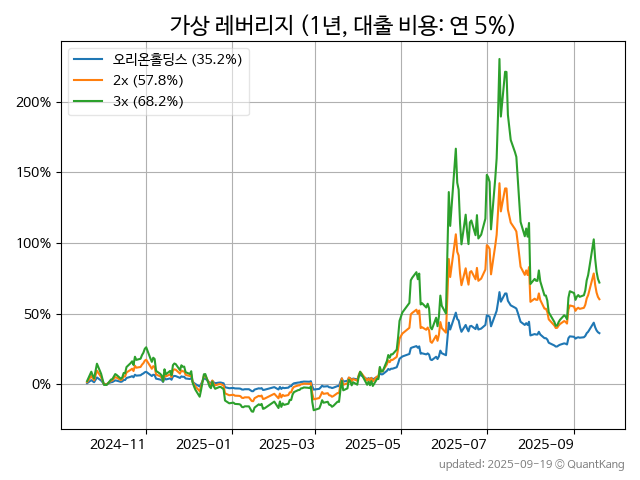 가상 레버리지 (1년, 대출 비용: 연 5%)
오리온홀딩스 (35.2%)
2x (57.8%)
3x (68.2%)
200%
150%
100%
50%
0%
2024-11
2025-01
2025-03
2025-05
2025-07
2025-09
updated: 2025-09-19 © QuantKang